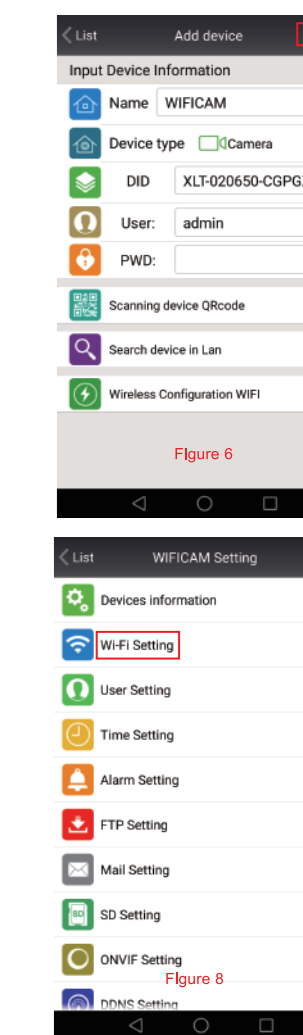 List Add device
Input Device Information
Name WIFICAM
Device type Camera
DID XLT-020650-CGPG
User: admin
PWD:
Scanning device QRcode
Search device in Lan
Wireless Configuration WIFI
FIgure 6
List WIFICAM Setting
Devices information
Wi-Fi Setting
User Setting
Time Setting
Alarm Setting
FTP Setting
Mail Setting
SD
SD Setting
ONVIF Setting
FIgure 8
DDNS Setting